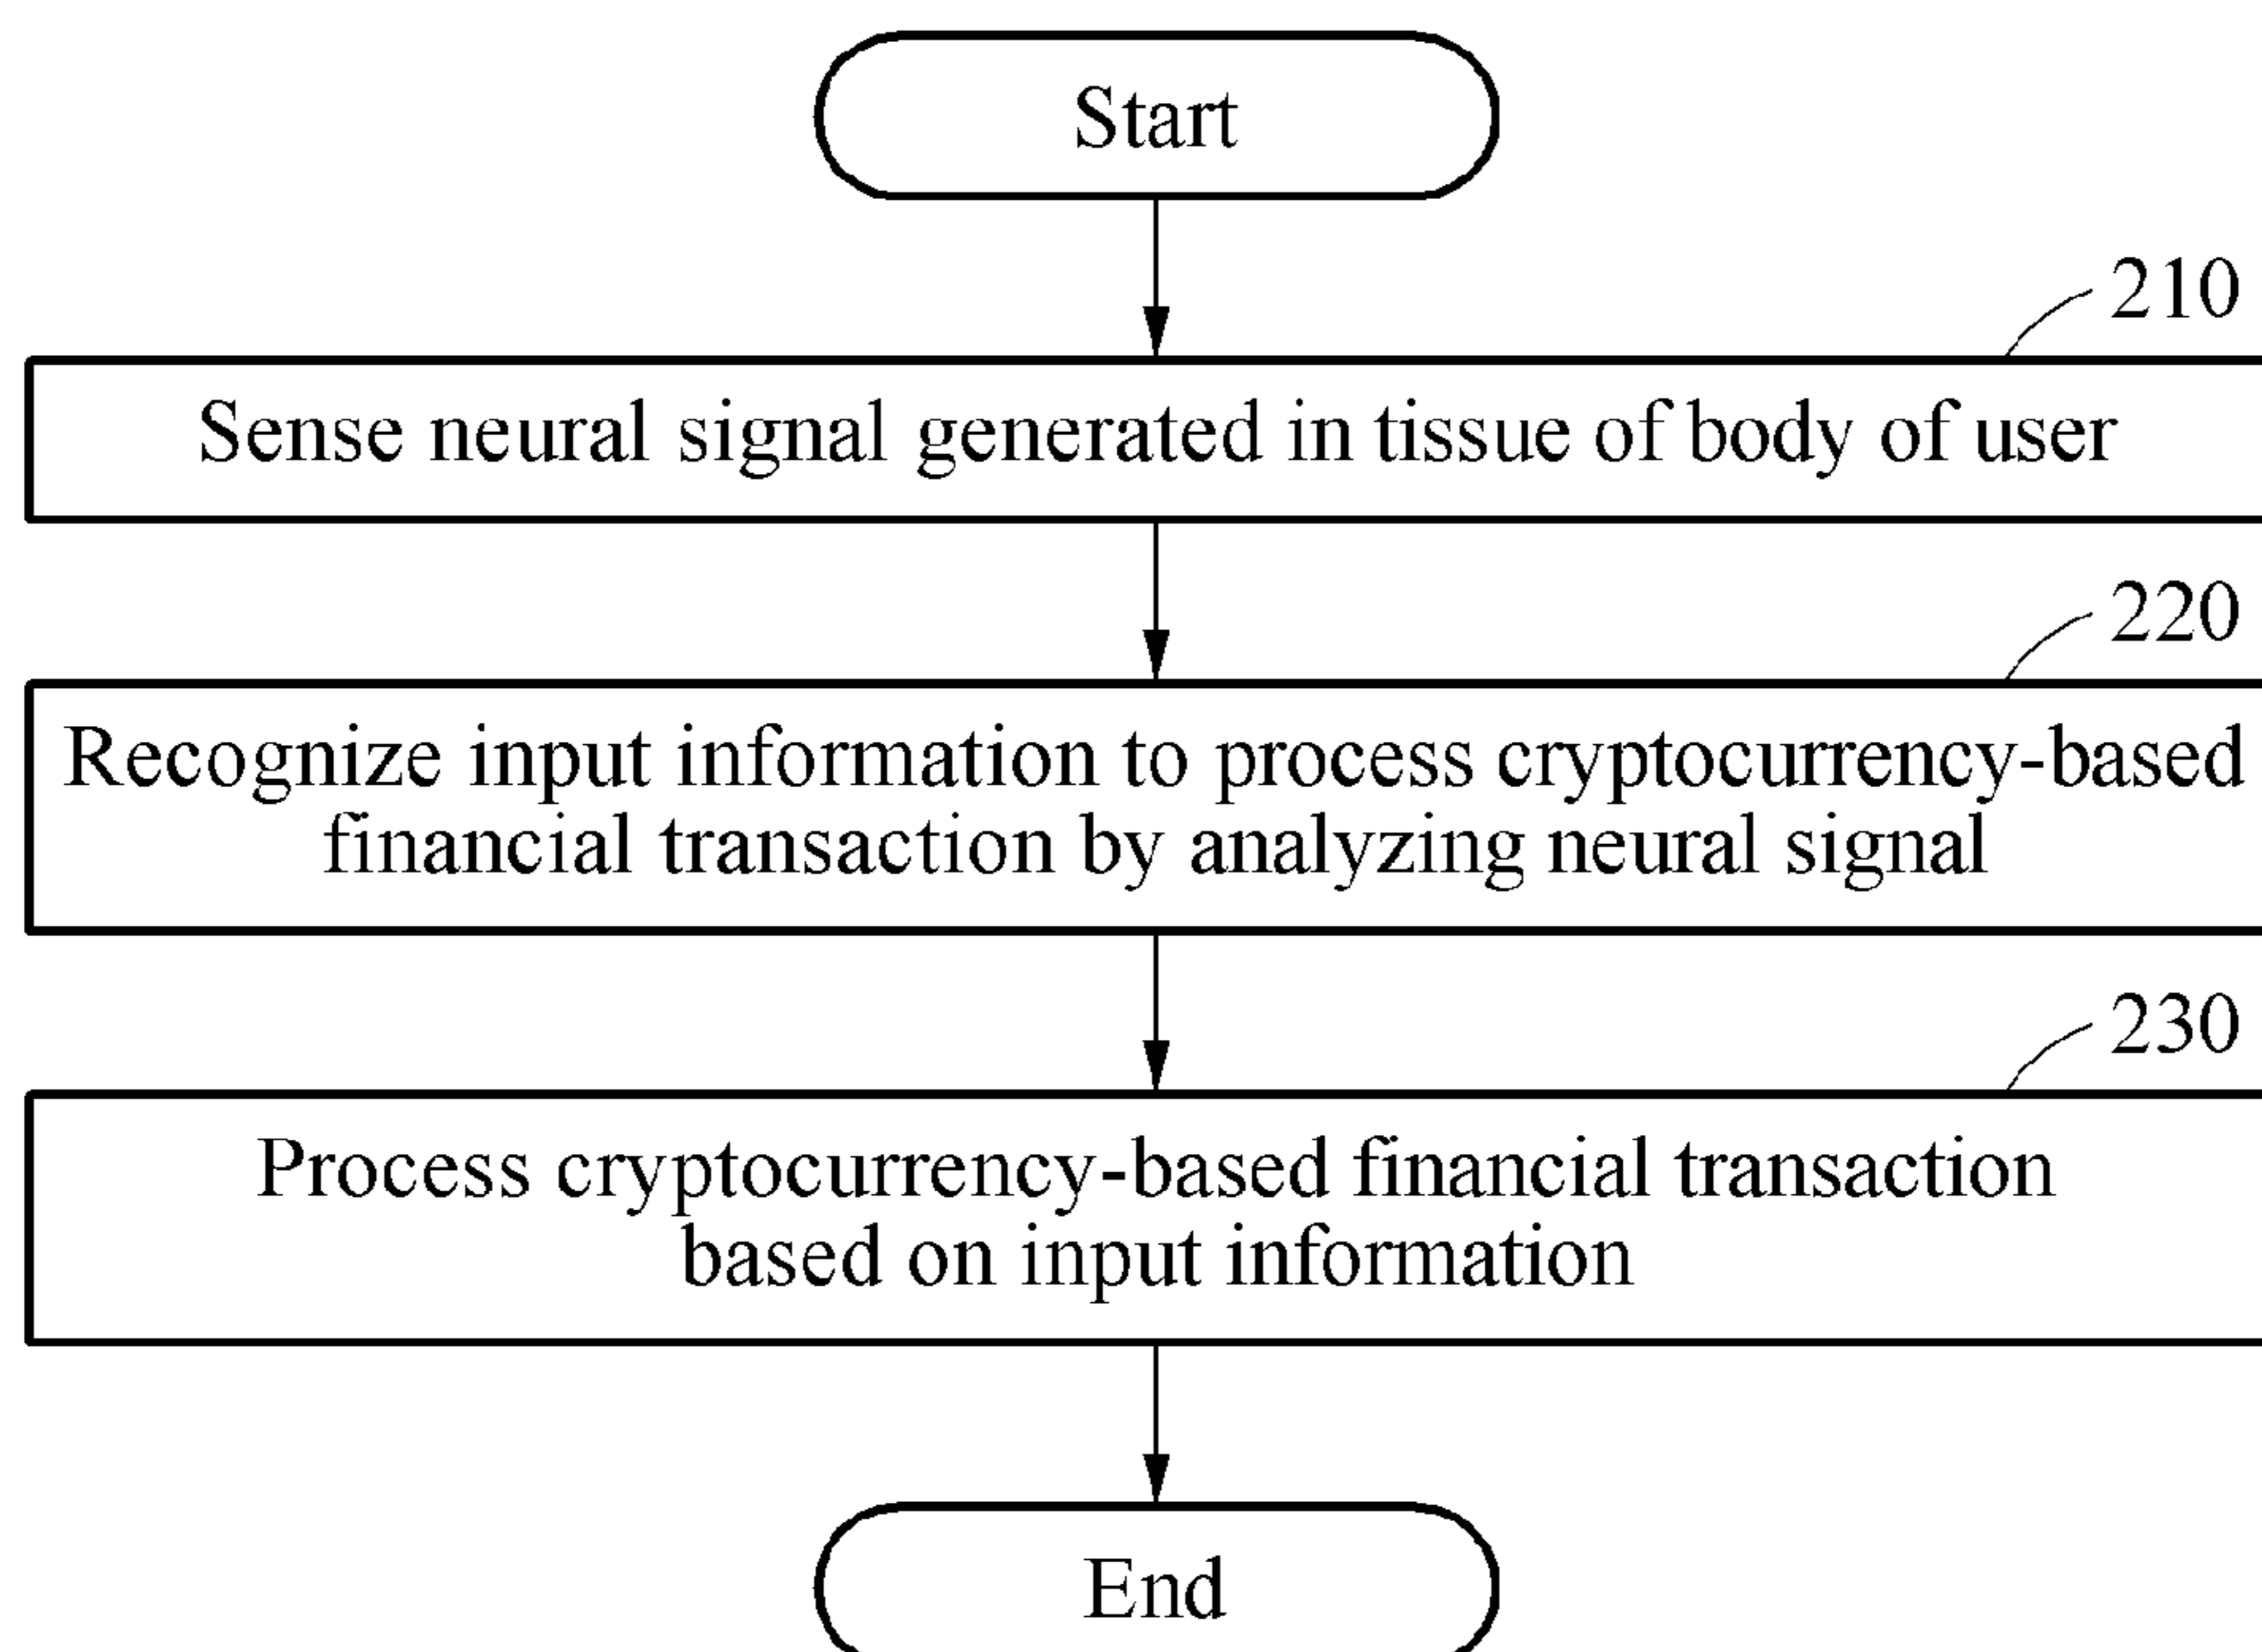 Start
210
Sense neural signal generated in tissue of body of user
220
Recognize input information to process cryptocurrency-based
financial transaction by analyzing neural signal
230
Process cryptocurrency-based financial transaction
based on input information
End